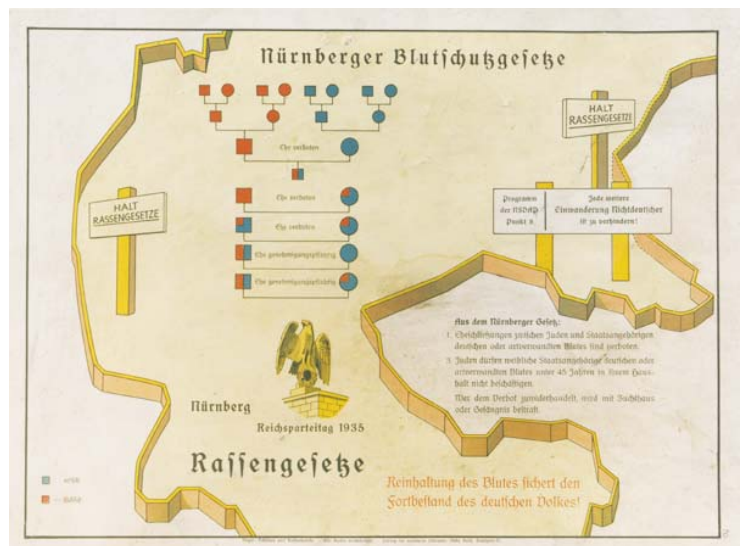 Nürnberger Blutschutzgesetze
Ehe verboten
Ehe verboten
Ehe verboten
Ehe genehmigungspflichtig
Ehe genehmigungspflichtig
HALT
RASSENGESETZE
HALT
RASSENGESETZE
Programm
der NSDAP
Punkt 8
Jede weitere
Einwanderung Nichtdeutscher
ist zu verhindern!
Aus dem Nürnberger Gesetz:
1. Eheschließungen zwischen Juden und Staatsangehörigen
deutschen oder artverwandten Blutes sind verboten.
3. Juden dürfen weibliche Staatsangehörige deutschen oder
artverwandten Blutes unter 45 Jahren in ihrem Haus-
halt nicht beschäftigen.
Wer dem Verbot zuwiderhandelt, wird mit Zuchthaus
oder Gefängnis bestraft.
Nürnberg
Reichsparteitag 1935
Rassengesetze
Reinhaltung des Blutes sichert den
Fortbestand des deutschen Volkes!